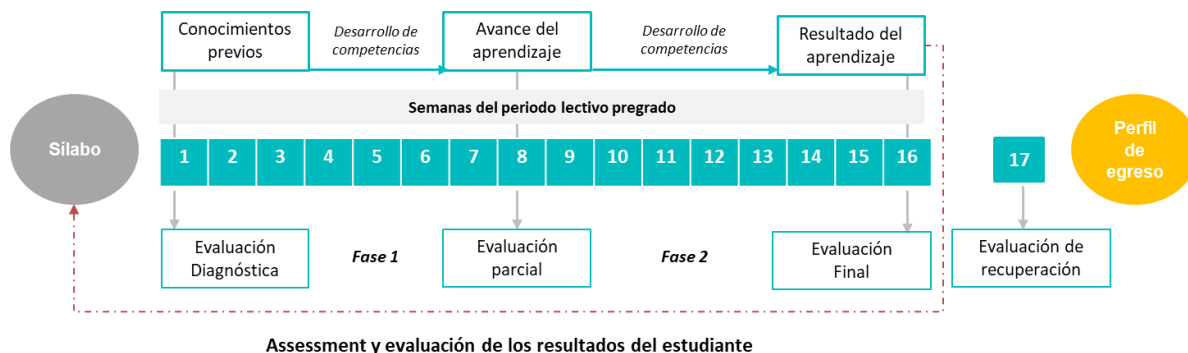 Conocimientos
previos
Desarrollo de
competencias
Avance del
aprendizaje
Desarrollo de
competencias
Resultado del
aprendizaje
Semanas del periodo lectivo pregrado
Sílabo
1 2 3 4 5 6 7 8 9 10 11 12 13 14 15 16
17
Perfil
de
egreso
Evaluación
Diagnóstica
Fase 1
Evaluación
parcial
Fase 2
Evaluación
Final
Evaluación de
recuperación
Assessment y evaluación de los resultados del estudiante